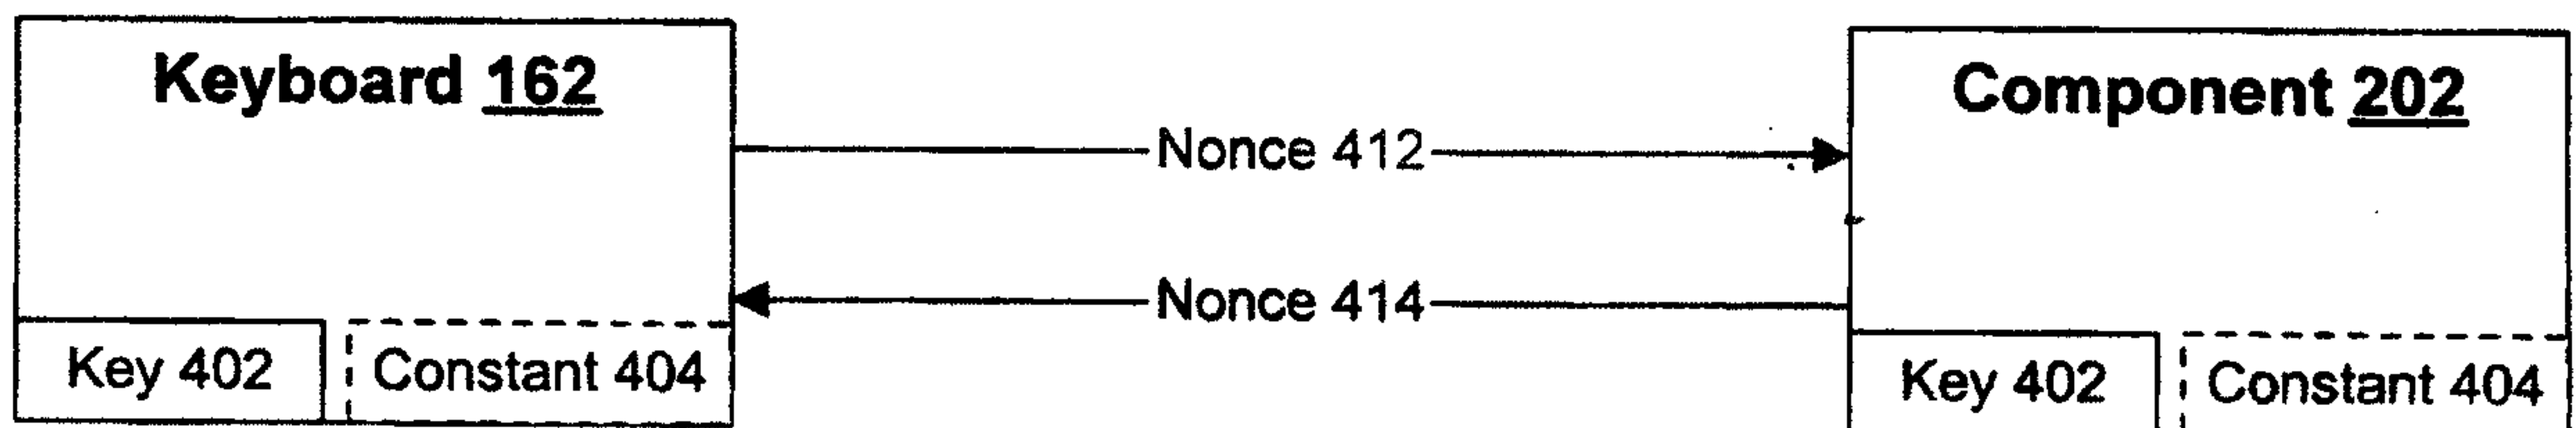 Keyboard 162
Component 202
Nonce 412
Nonce 414
Key 402
Constant 404
Key 402
Constant 404